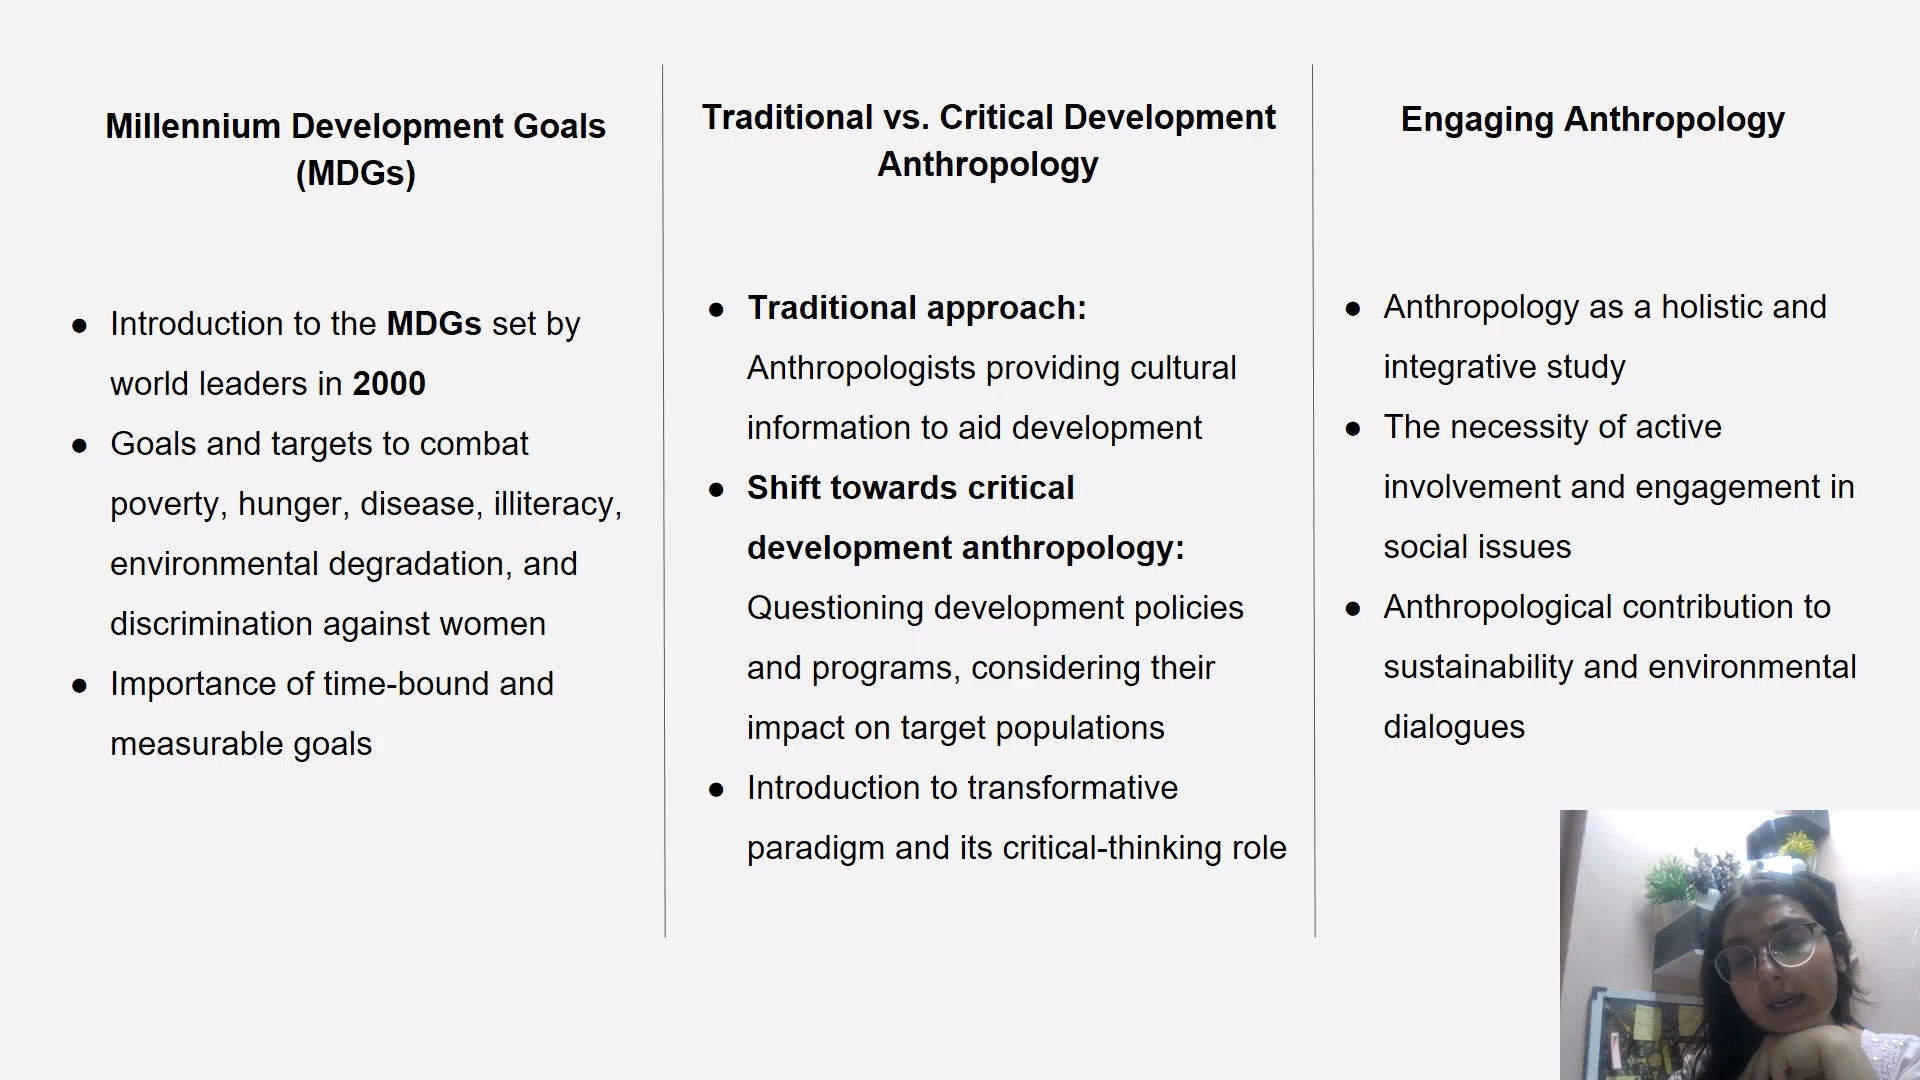 Millennium Development Goals
(MDGs)
● Introduction to the MDGs set by
world leaders in 2000
● Goals and targets to combat
poverty, hunger, disease, illiteracy,
environmental degradation, and
discrimination against women
● Importance of time-bound and
measurable goals
Traditional vs. Critical Development
Anthropology
● Traditional approach:
Anthropologists providing cultural
information to aid development
● Shift towards critical
development anthropology:
Questioning development policies
and programs, considering their
impact on target populations
● Introduction to transformative
paradigm and its critical-thinking role
Engaging Anthropology
● Anthropology as a holistic and
integrative study
● The necessity of active
involvement and engagement in
social issues
● Anthropological contribution to
sustainability and environmental
dialogues